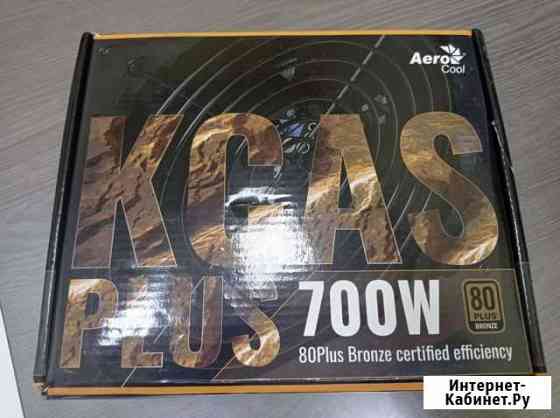 Aero
Cool
KCAS
PLUS
700W
80
PLUS
BRONZE
80Plus Bronze certified efficiency
Интернет-
Кабинет.Ру